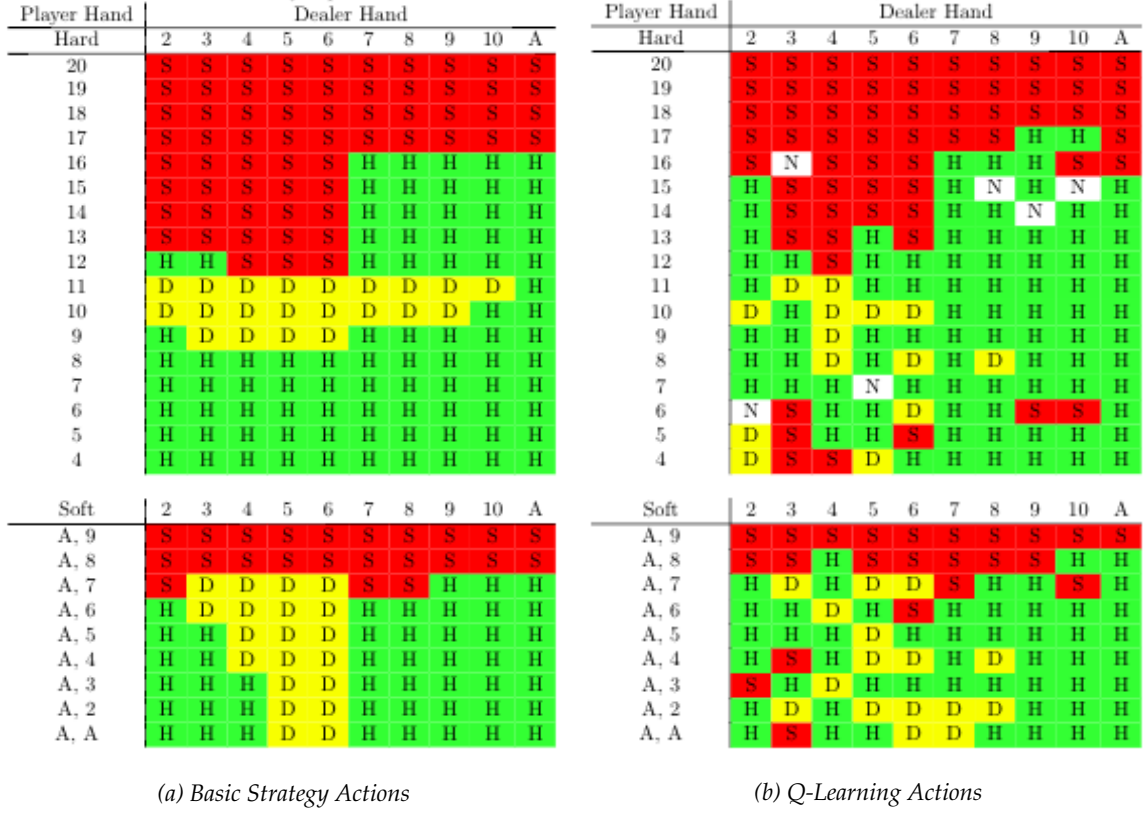 Player Hand Dealer Hand
Hard 2 3 4 5 6 7 8 9 10 A
20 S S S S S S S S S S
19 S S S S S S S S S S
18 S S S S S S S S S S
17 S S S S S S S S S S
16 S S S S S H H H H H
15 S S S S S H H H H H
14 S S S S S H H H H H
13 S S S S S H H H H H
12 H H S S S H H H H H
11 D D D D D D D D D H
10 D D D D D D D D H H
9 H D D D D H H H H H
8 H H H H H H H H H H
7 H H H H H H H H H H
6 H H H H H H H H H H
5 H H H H H H H H H H
4 H H H H H H H H H H
Soft 2 3 4 5 6 7 8 9 10 A
A, 9 S S S S S S S S S S
A, 8 S S S S S S S S S S
A, 7 S D D D D S S H H H
A, 6 H D D D D H H H H H
A, 5 H H D D D H H H H H
A, 4 H H D D D H H H H H
A, 3 H H H D D H H H H H
A, 2 H H H D D H H H H H
A, A H H H D D H H H H H
(a) Basic Strategy Actions
Player Hand Dealer Hand
Hard 2 3 4 5 6 7 8 9 10 A
20 S S S S S S S S S S
19 S S S S S S S S S S
18 S S S S S S S S S S
17 S S S S S S S H H S
16 S N S S S H H H S S
15 H S S S S H N H N H
14 H S S S S H H N H H
13 H S S H S H H H H H
12 H H S H H H H H H H
11 H D D H H H H H H H
10 D H D D D H H H H H
9 H H D H H H H H H H
8 H H D H D H D H H H
7 H H H N H H H H H H
6 N S H H D H H S S H
5 D S H H S H H H H H
4 D S S D H H H H H H
Soft 2 3 4 5 6 7 8 9 10 A
A, 9 S S S S S S S S S S
A, 8 S S H S S S S S H H
A, 7 H D H D D S H H S H
A, 6 H H D H S H H H H H
A, 5 H H H D H H H H H H
A, 4 H S H D D H D H H H
A, 3 S H D H H H H H H H
A, 2 H D H D D D D H H H
A, A H S H H D D H H H H
(b) Q-Learning Actions